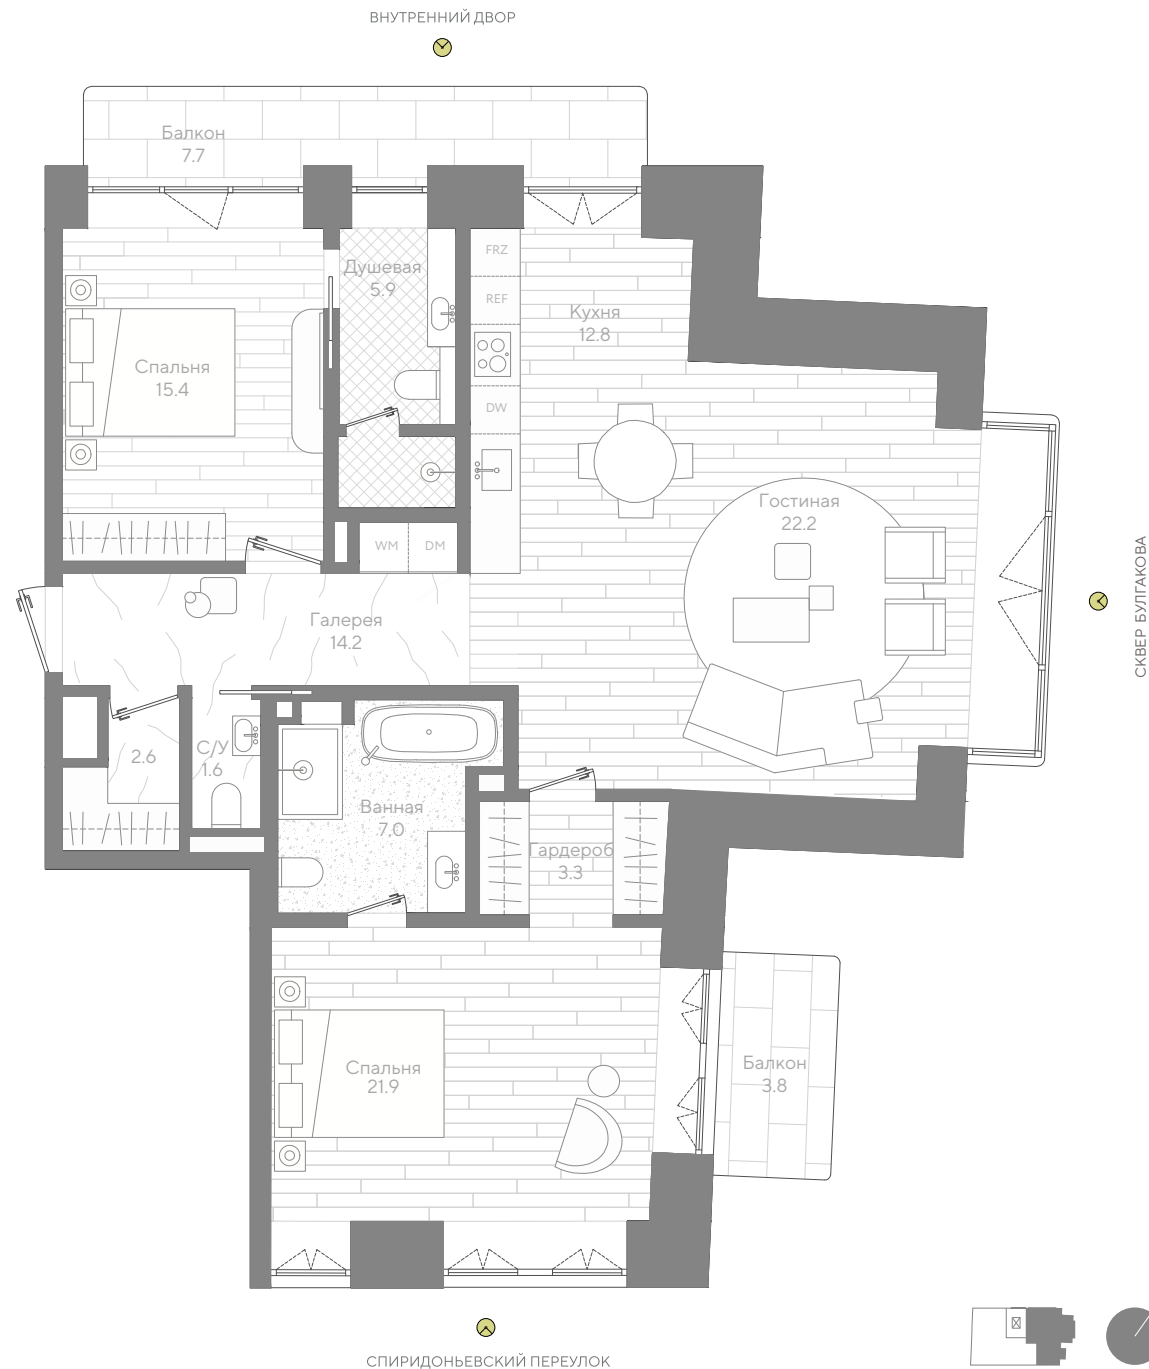 ВНУТРЕННИЙ ДВОР
Балкон
7.7
Душевая
5.9
FRZ
REF
Кухня
12.8
Спальня
15.4
DW
Гостиная
22.2
WM
DM
СКВЕР БУЛГАКОВА
Галерея
14.2
2.6
С/У
1.6
Ванная
7.0
Гардероб
3.3
Спальня
21.9
Балкон
3.8
СПИРИДОНЬЕВСКИЙ ПЕРЕУЛОК